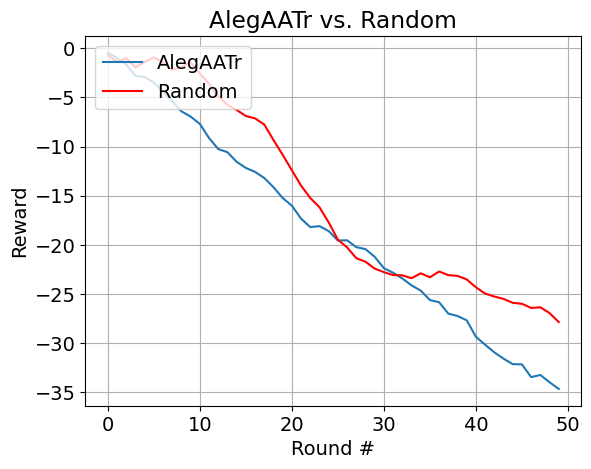 AlegAATr vs. Random
AlegAATr
Random
Reward
0
−5
−10
−15
−20
−25
−30
−35
0 10 20 30 40 50
Round #